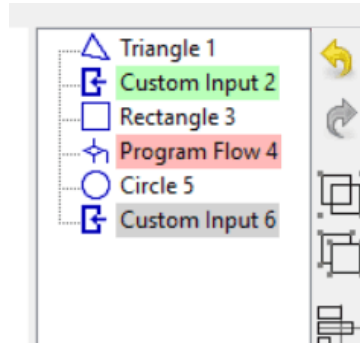 Triangle 1
Custom Input 2
Rectangle 3
Program Flow 4
Circle 5
Custom Input 6